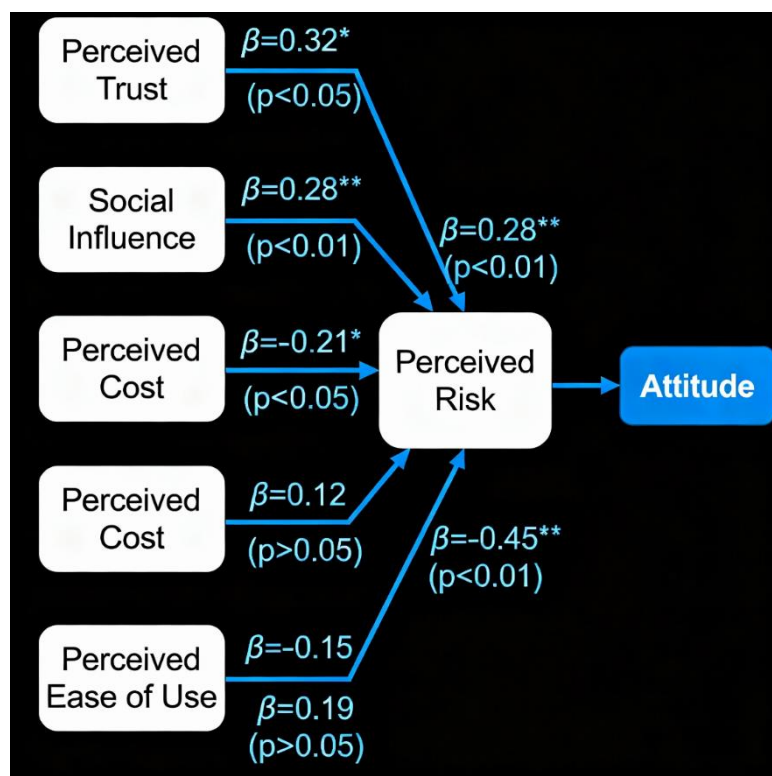 Perceived
Trust
β=0.32*
(p<0.05)
Social
Influence
β=0.28**
(p<0.01)
β=0.28**
(p<0.01)
Perceived
Cost
β=-0.21*
(p<0.05)
Perceived
Risk
Attitude
Perceived
Cost
β=0.12
(p>0.05)
β=-0.45**
(p<0.01)
Perceived
Ease of Use
β=-0.15
β=0.19
(p>0.05)